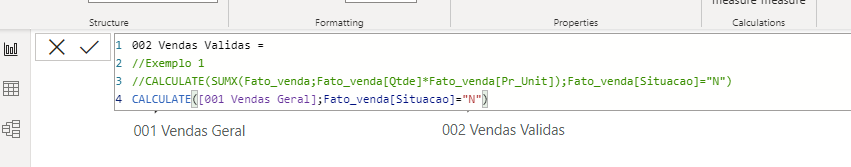 measure measure
Structure
Formatting
Properties
Calculations
1 002 Vendas Validas =
2 //Exemplo 1
3 //CALCULATE(SUMX(Fato_venda;Fato_venda[Qtde]*Fato_venda[Pr_Unit]);Fato_venda[Situacao]="N")
4 CALCULATE([001 Vendas Geral];Fato_venda[Situacao]="N")
001 Vendas Geral
002 Vendas Validas